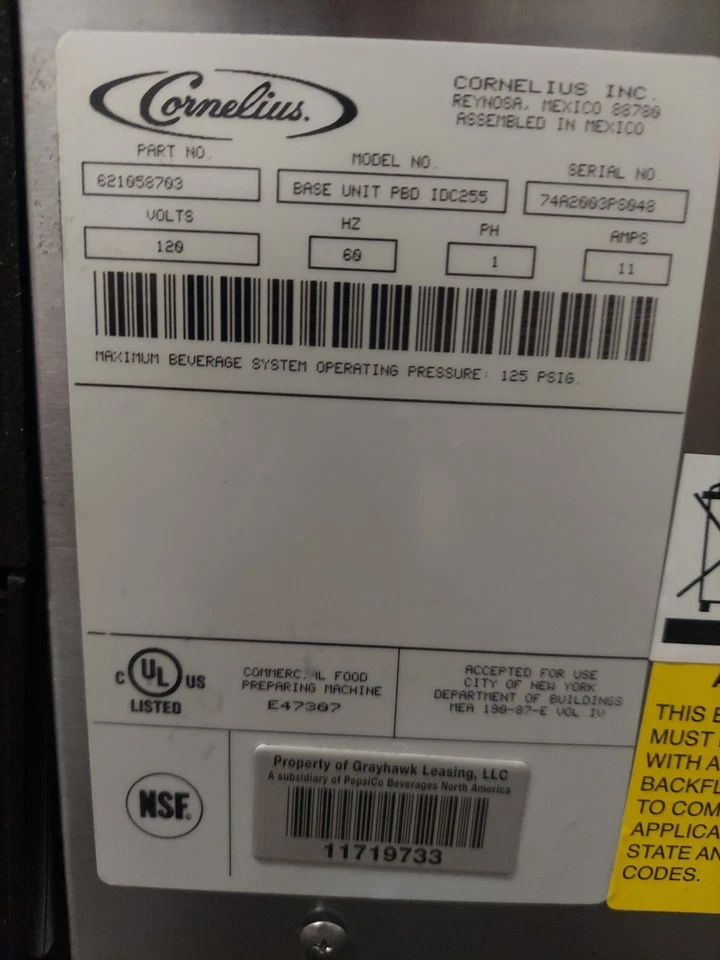 Cornelius.
CORNELIUS INC.
REYNOSA, MEXICO 88780
ASSEMBLED IN MEXICO
PART NO.
MODEL NO.
SERIAL NO.
621058703
BASE UNIT PBD IDC255
74A2003PS048
VOLTS
HZ
PH
AMPS
120
60
1
11
MAXIMUM BEVERAGE SYSTEM OPERATING PRESSURE: 125 PSIG.
C UL US
LISTED
COMMERC. IL FOOD
PREPARING MACHINE
E47307
ACCEPTED FOR USE
CITY OF NEW YORK
DEPARTMENT OF BUILDINGS
MEA 190-87-E VOL IV
NSF.
Property of Grayhawk Leasing, LLC
A subsidiary of PepsiCo Beverages North America
11719733
THIS
MUST
WITH A
BACKFL
TO COM
APPLICA
STATE AN
CODES.